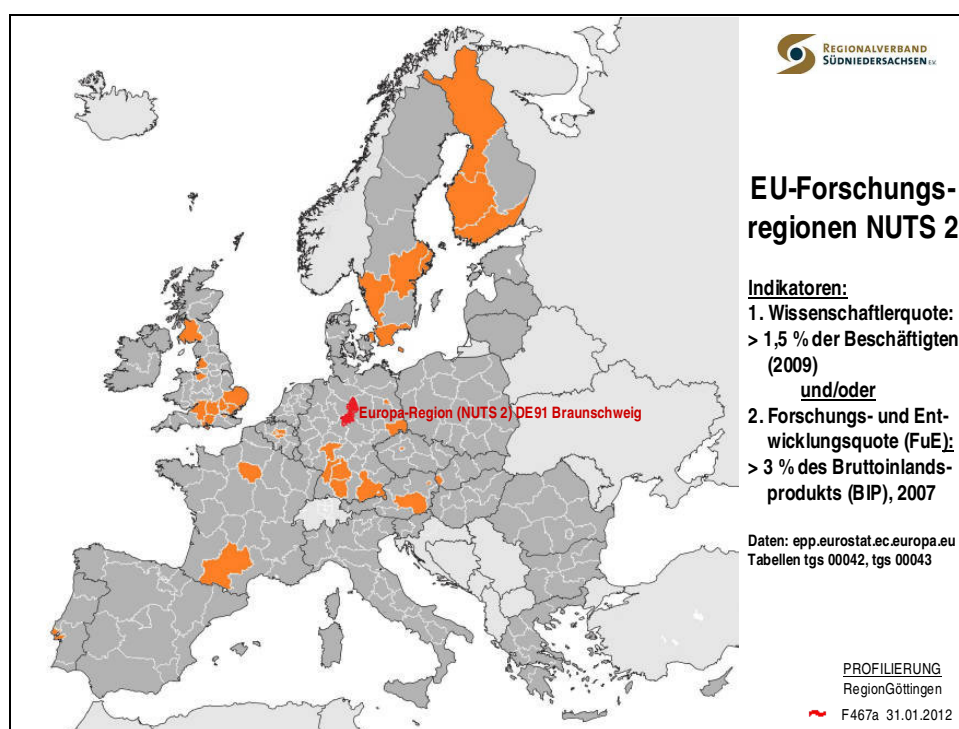 REGIONALVERBAND
SÜDNIEDERSACHSEN E.V.
EU-Forschungs-
regionen NUTS 2
Indikatoren:
1. Wissenschaftlerquote:
> 1,5 % der Beschäftigten
(2009)
und/oder
2. Forschungs- und Ent-
wicklungsquote (FuE):
> 3 % des Bruttoinlands-
produkts (BIP), 2007
Daten: epp.eurostat.ec.europa.eu
Tabellen tgs 00042, tgs 00043
Europa-Region (NUTS 2) DE91 Braunschweig
PROFILIERUNG
RegionGöttingen
F467a 31.01.2012